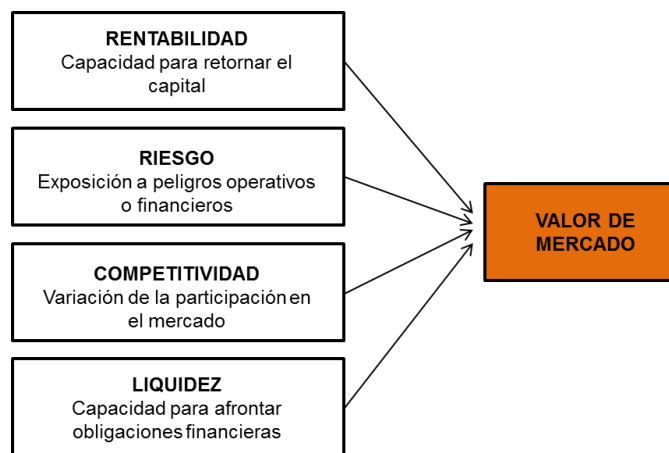 RENTABILIDAD
Capacidad para retornar el
capital
RIESGO
Exposición a peligros operativos
o financieros
COMPETITIVIDAD
Variación de la participación en
el mercado
LIQUIDEZ
Capacidad para afrontar
obligaciones financieras
VALOR DE
MERCADO